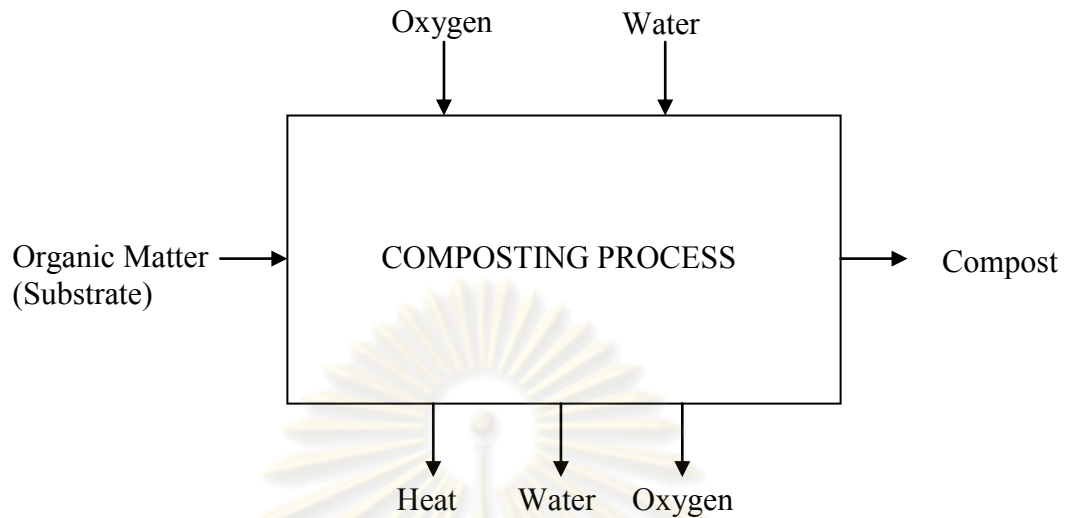 Oxygen
Water
Organic Matter
(Substrate)
COMPOSTING PROCESS
Compost
Heat
Water
Oxygen